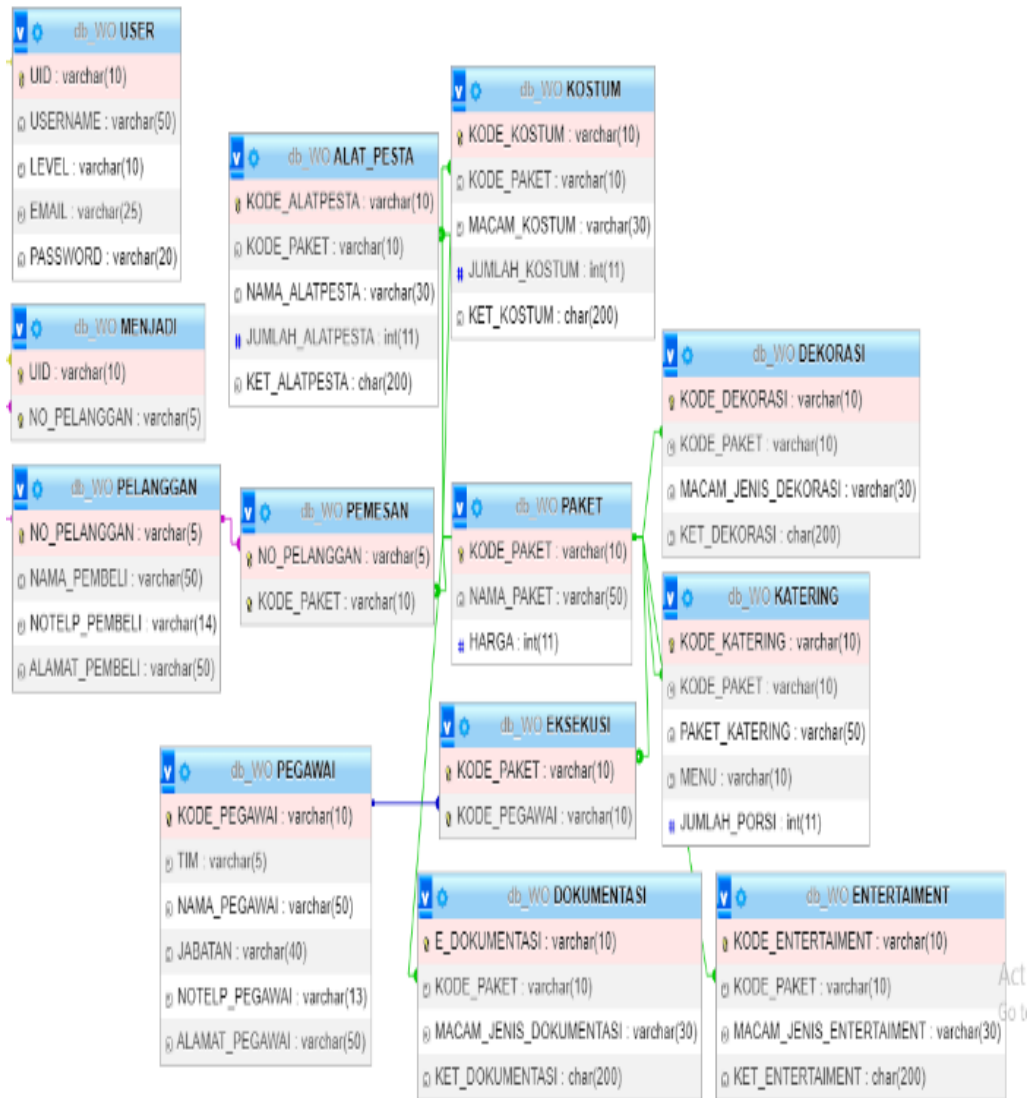 db_WO USER
UID : varchar(10)
USERNAME : varchar(50)
LEVEL : varchar(10)
EMAIL : varchar(25)
PASSWORD : varchar(20)
db_WO MENJADI
UID : varchar(10)
NO_PELANGGAN : varchar(5)
db_WO PELANGGAN
NO_PELANGGAN : varchar(5)
NAMA_PEMBELI : varchar(50)
NOTELP_PEMBELI : varchar(14)
ALAMAT_PEMBELI : varchar(50)
db_WO ALAT_PESTA
KODE_ALATPESTA : varchar(10)
KODE_PAKET : varchar(10)
NAMA_ALATPESTA : varchar(30)
# JUMLAH_ALATPESTA : int(11)
KET_ALATPESTA : char(200)
db_WO KOSTUM
KODE_KOSTUM : varchar(10)
KODE_PAKET : varchar(10)
MACAM_KOSTUM : varchar(30)
# JUMLAH_KOSTUM : int(11)
KET_KOSTUM : char(200)
db_WO DEKORASI
KODE_DEKORASI : varchar(10)
KODE_PAKET : varchar(10)
MACAM_JENIS_DEKORASI : varchar(30)
KET_DEKORASI : char(200)
db_WO PEMESAN
NO_PELANGGAN : varchar(5)
KODE_PAKET : varchar(10)
db_WO PAKET
KODE_PAKET : varchar(10)
NAMA_PAKET : varchar(50)
# HARGA : int(11)
db_WO KATERING
KODE_KATERING : varchar(10)
KODE_PAKET : varchar(10)
PAKET_KATERING : varchar(50)
MENU : varchar(10)
# JUMLAH_PORSI : int(11)
db_WO EKSEKUSI
KODE_PAKET : varchar(10)
KODE_PEGAWAI : varchar(10)
db_WO PEGAWAI
KODE_PEGAWAI : varchar(10)
TIM : varchar(5)
NAMA_PEGAWAI : varchar(50)
JABATAN : varchar(40)
NOTELP_PEGAWAI : varchar(13)
ALAMAT_PEGAWAI : varchar(50)
db_WO DOKUMENTASI
E_DOKUMENTASI : varchar(10)
KODE_PAKET : varchar(10)
MACAM_JENIS_DOKUMENTASI : varchar(30)
KET_DOKUMENTASI : char(200)
db_WO ENTERTAIMENT
KODE_ENTERTAIMENT : varchar(10)
KODE_PAKET : varchar(10)
MACAM_JENIS_ENTERTAIMENT : varchar(30)
KET_ENTERTAIMENT : char(200)
Act
Go to